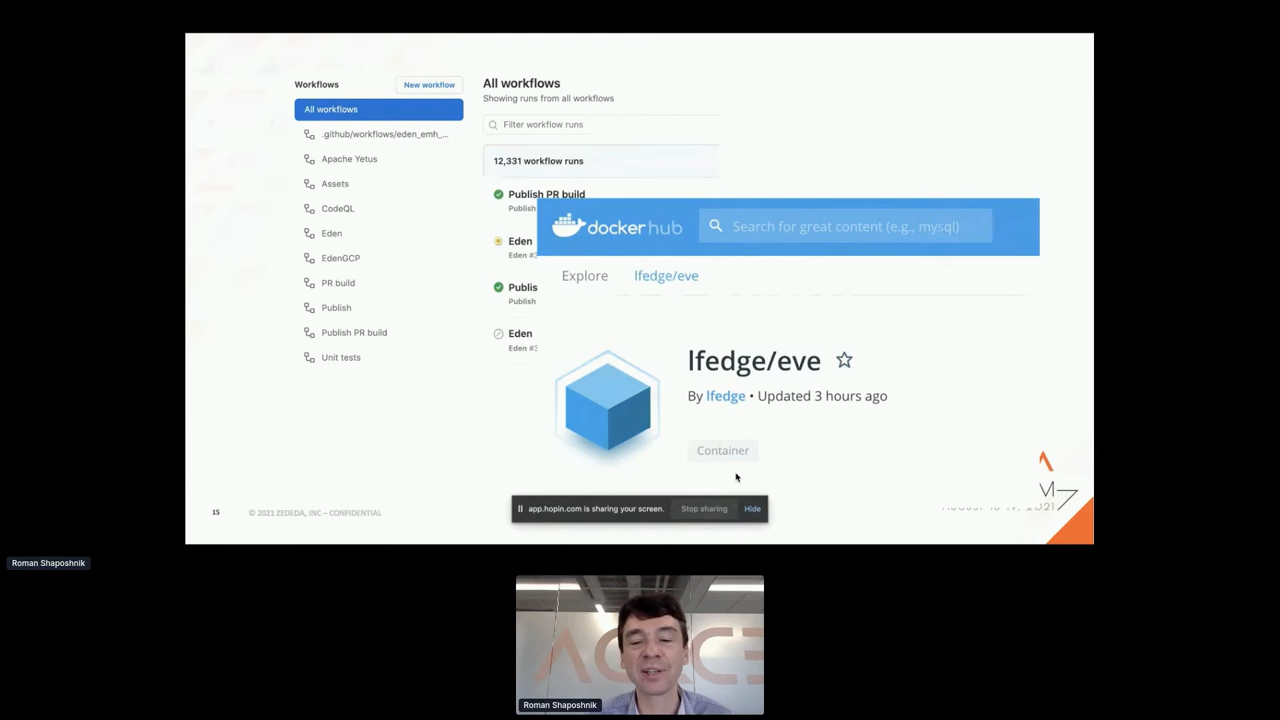 Workflows
New workflow
All workflows
.github/workflows/eden_emh_...
Apache Yetus
Assets
CodeQL
Eden
EdenGCP
PR build
Publish
Publish PR build
Unit tests
All workflows
Showing runs from all workflows
Filter workflow runs
12,331 workflow runs
Publish PR build
Publish
Eden
Eden #3
Publis
Publish
Eden
Eden #3
docker hub
Search for great content (e.g., mysql)
Explore
lfedge/eve
lfedge/eve
By lfedge • Updated 3 hours ago
Container
app.hopin.com is sharing your screen.
Stop sharing
Hide
15
© 2021 ZEDEDA, INC – CONFIDENTIAL
Roman Shaposhnik
Roman Shaposhnik